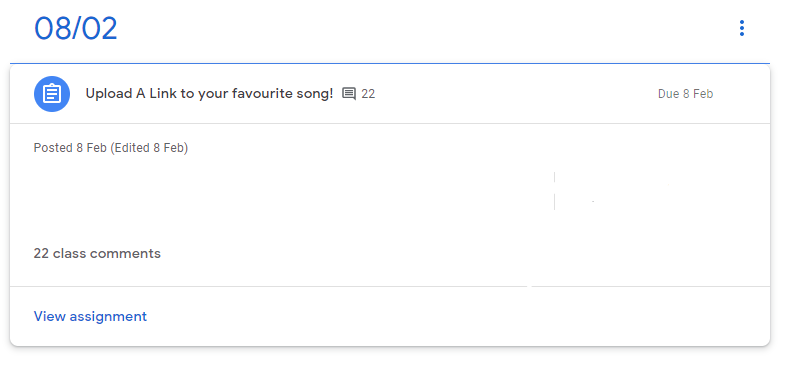 08/02
Upload A Link to your favourite song! 22 Due 8 Feb
Posted 8 Feb (Edited 8 Feb)
22 class comments
View assignment